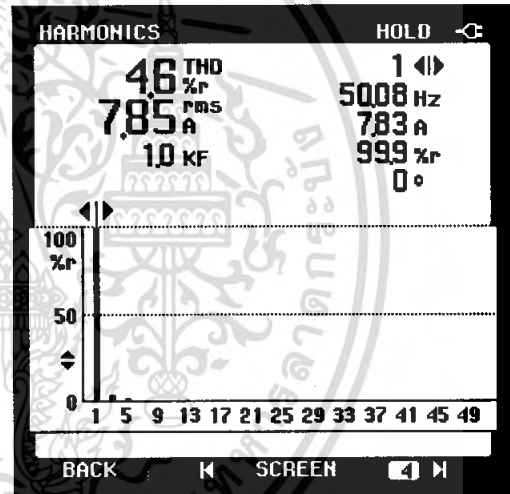 HARMONICS HOLD
4.6 THD %r
7.85 rms A
1.0 KF
1
50.08 Hz
7.83 A
99.9 %r
0 °
100
%r
50
0
1 5 9 13 17 21 25 29 33 37 41 45 49
BACK SCREEN 4